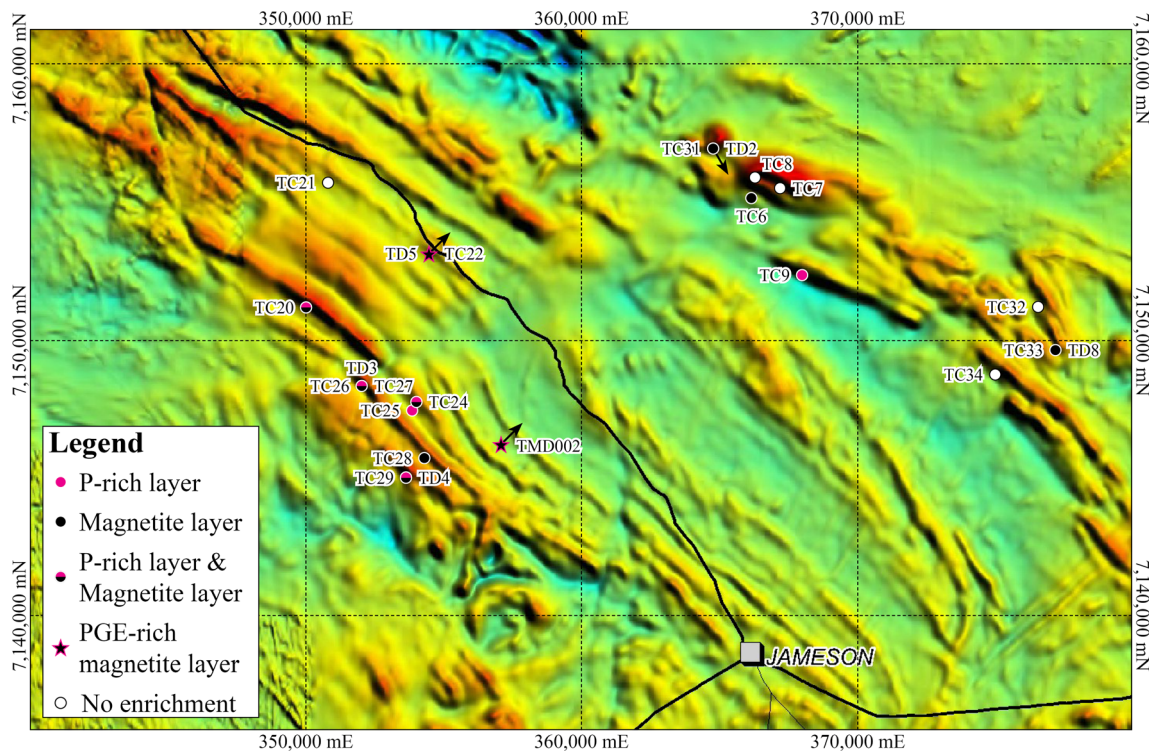 350,000 mE
360,000 mE
370,000 mE
7,160,000 mN
7,160,000 mN
TC31
TD2
TC8
TC21
TC7
TC6
TD5
TC22
TC9
TC20
TC32
7,150,000 mN
7,150,000 mN
TC33
TD8
TD3
TC34
TC26
TC27
TC24
TC25
TMD002
TC28
TC29
TD4
Legend
P-rich layer
Magnetite layer
P-rich layer &
Magnetite layer
PGE-rich
magnetite layer
No enrichment
7,140,000 mN
7,140,000 mN
JAMESON
350,000 mE
360,000 mE
370,000 mE